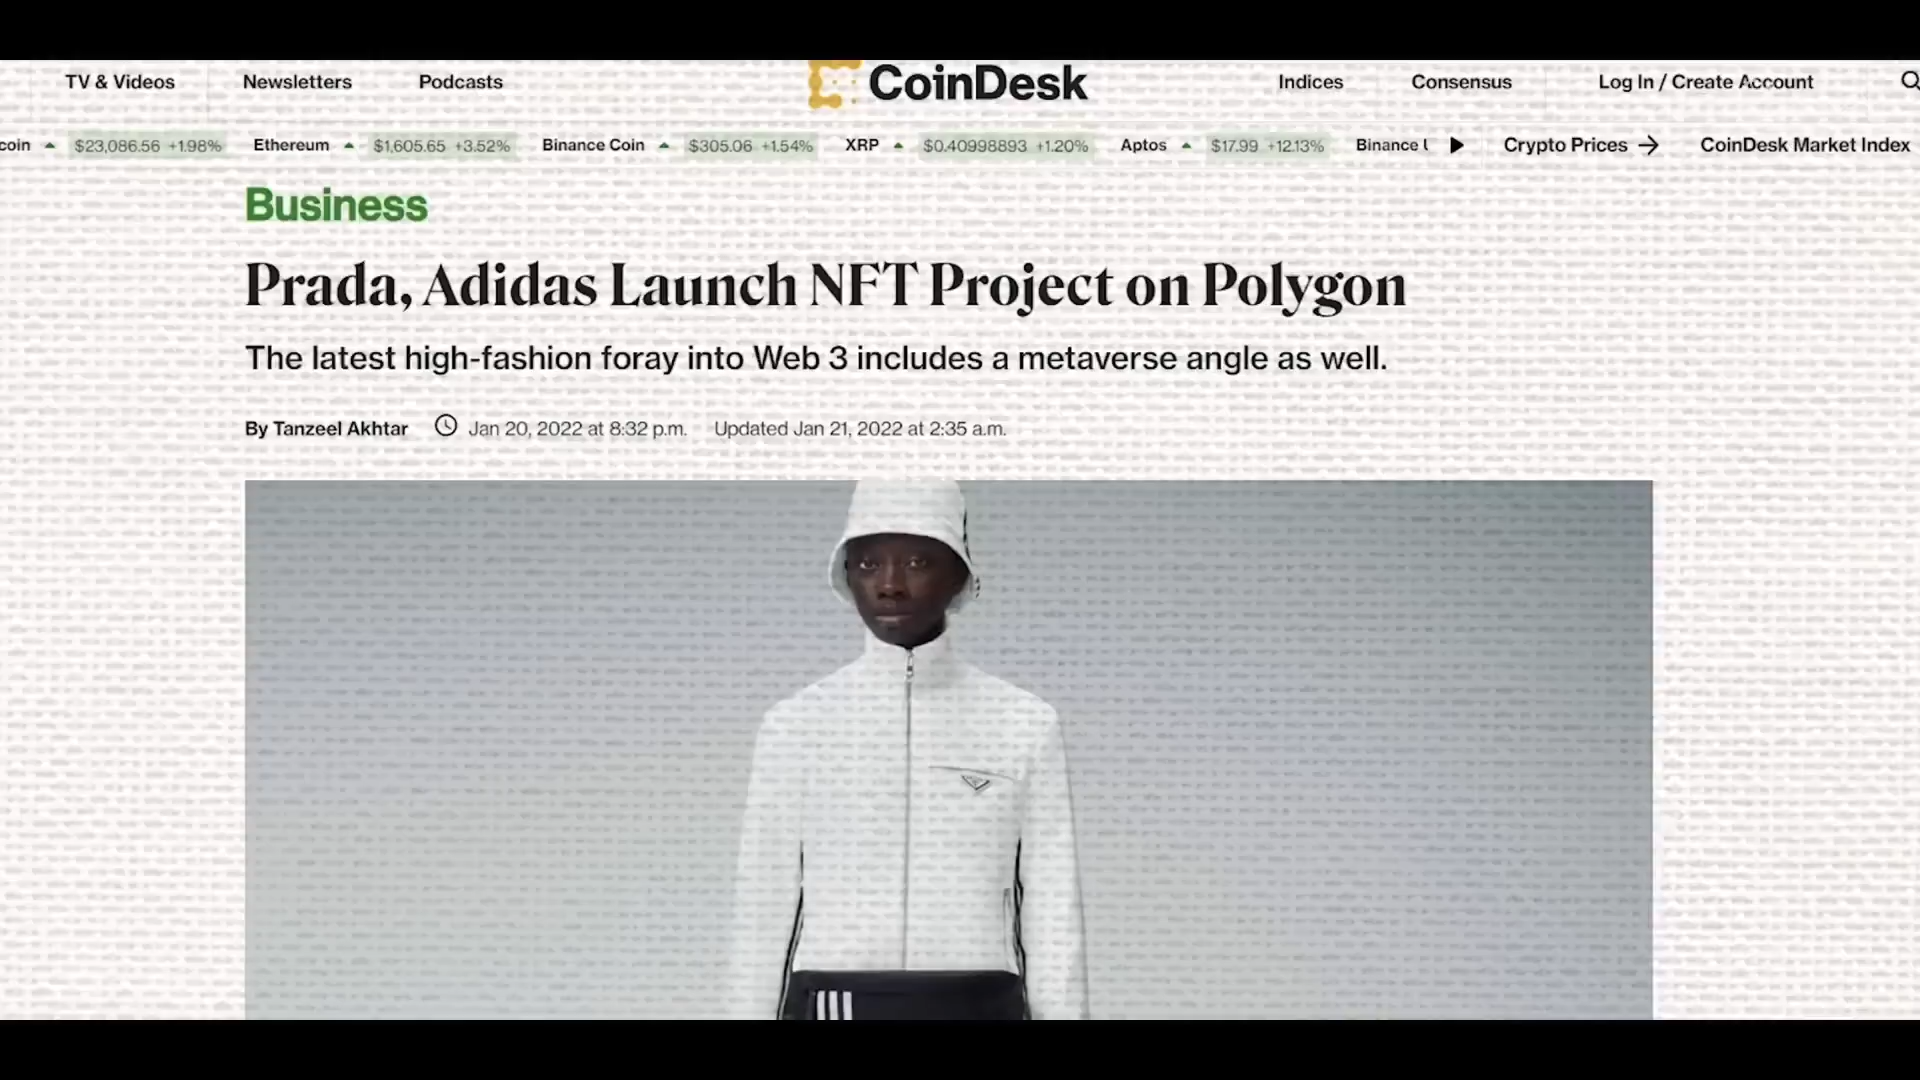 TV & Videos Newsletters Podcasts CoinDesk Indices Consensus Log In / Create Account
coin $23,086.56 +1.98% Ethereum $1,605.65 +3.52% Binance Coin $305.06 +1.54% XRP $0.40998893 +1.20% Aptos $17.99 +12.13% Binance Crypto Prices → CoinDesk Market Index
Business
Prada, Adidas Launch NFT Project on Polygon
The latest high-fashion foray into Web 3 includes a metaverse angle as well.
By Tanzeel Akhtar Jan 20, 2022 at 8:32 p.m. Updated Jan 21, 2022 at 2:35 a.m.